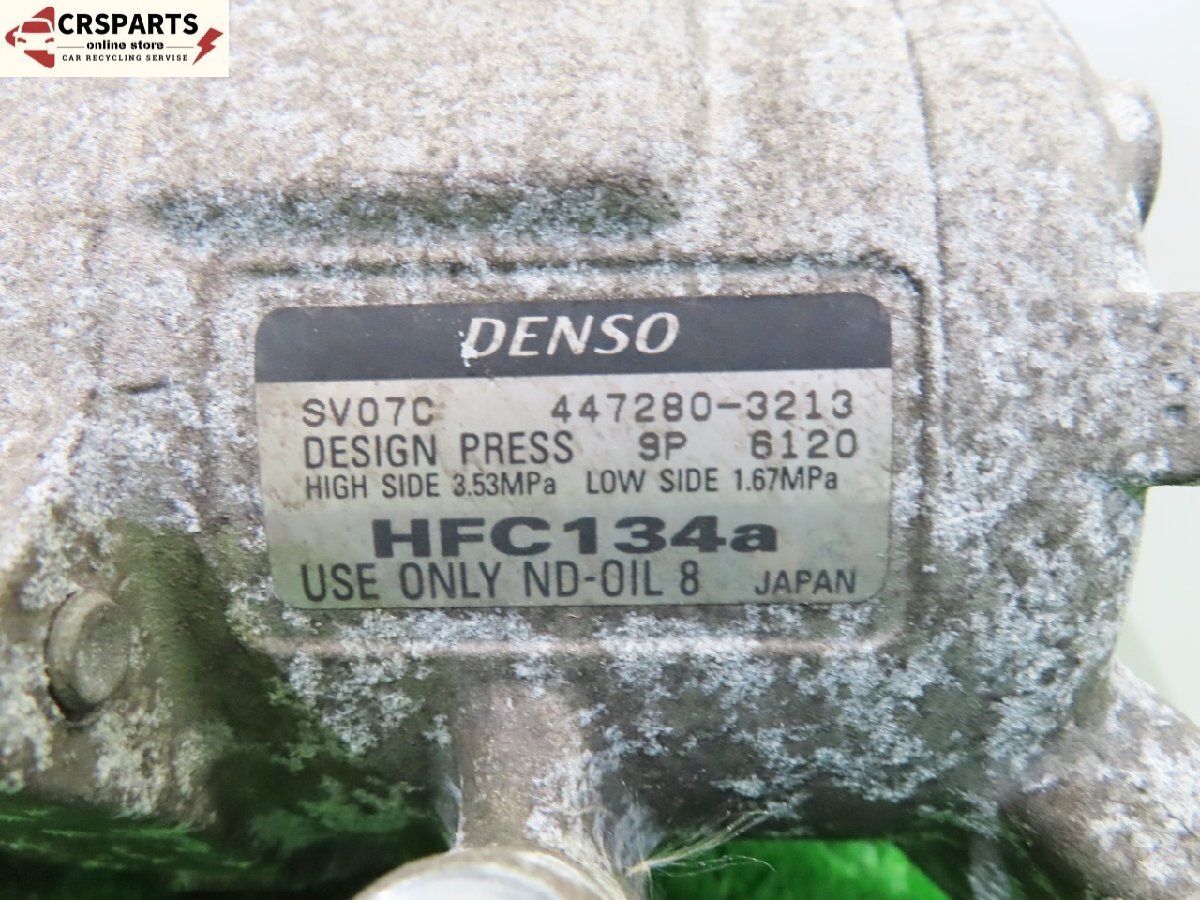 CRSPARTS
online store
CAR RECYCLING SERVISE
DENSO
SV07C 447280-3213
DESIGN PRESS 9P 6120
HIGH SIDE 3.53MPa LOW SIDE 1.67MPa
HFC134a
USE ONLY ND-OIL 8 JAPAN